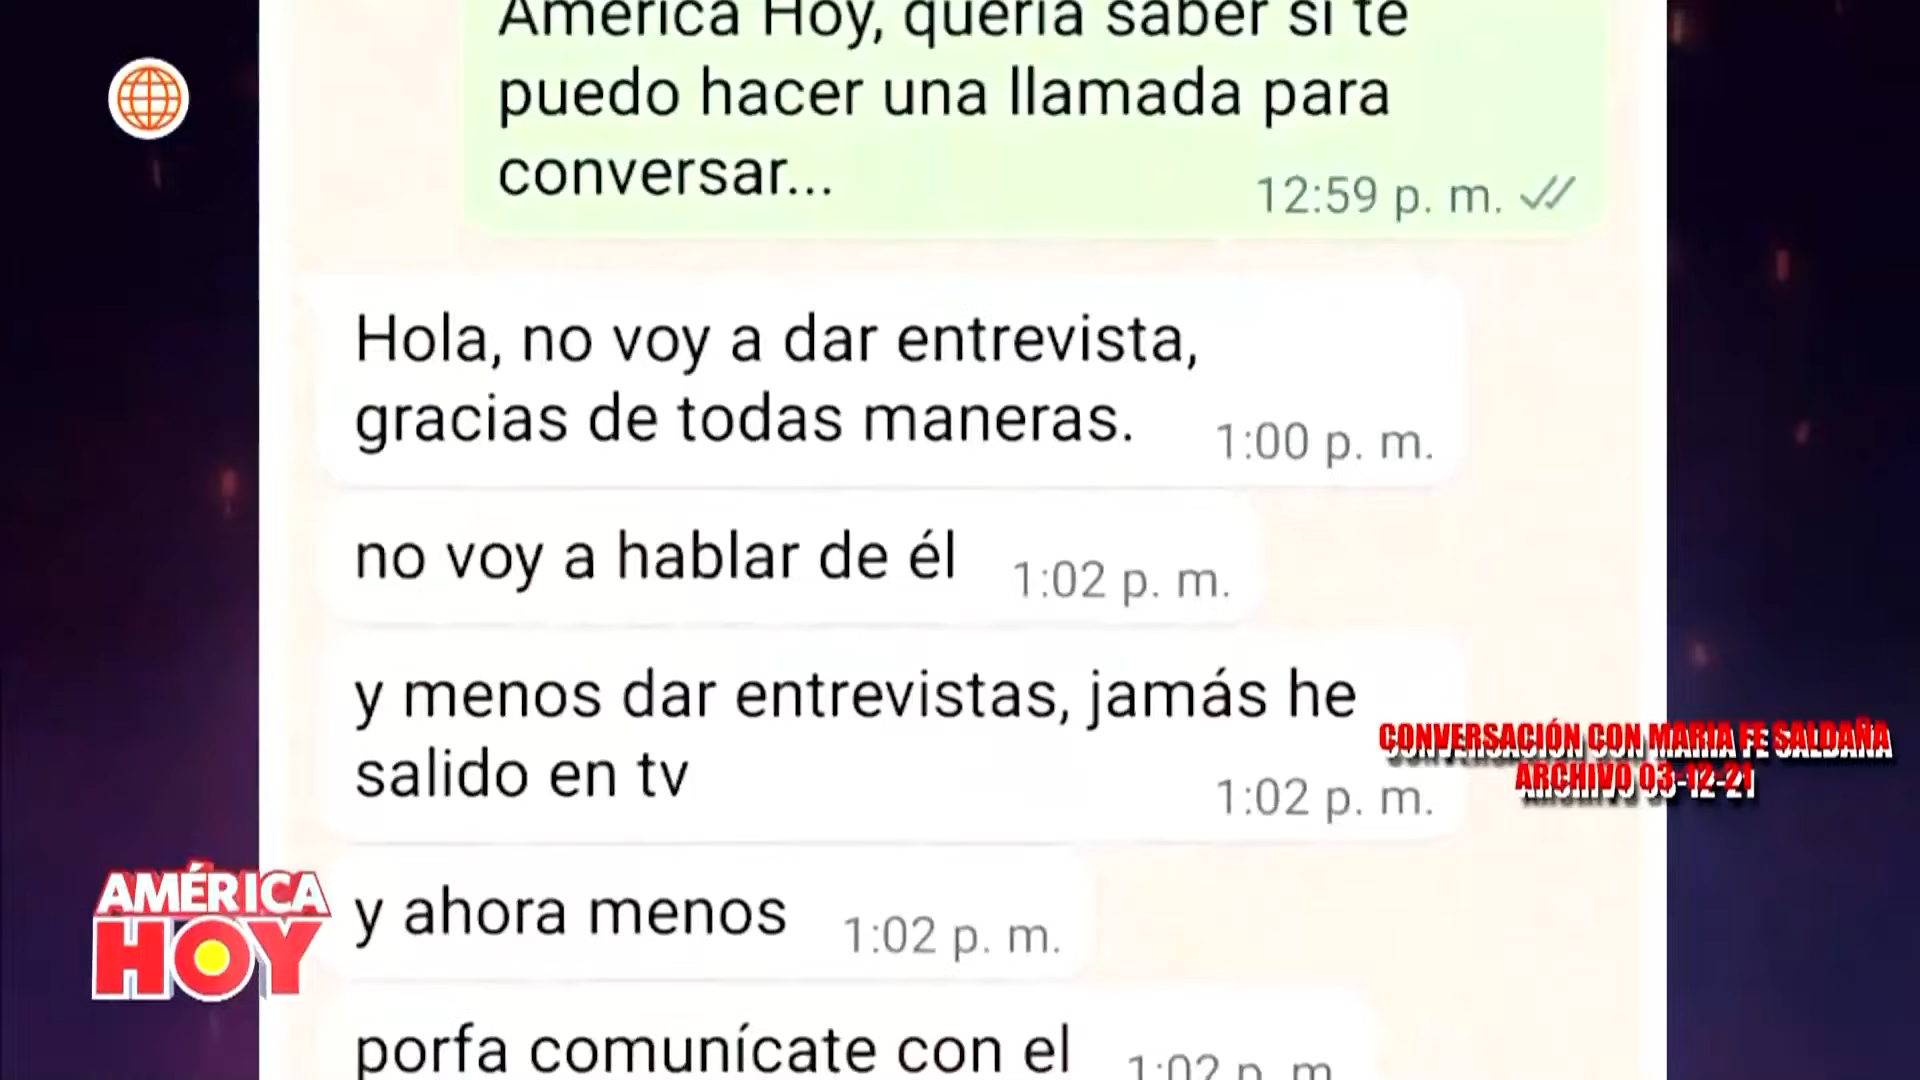 América Hoy, quería saber si te
puedo hacer una llamada para
conversar...
12:59 p. m.
Hola, no voy a dar entrevista,
gracias de todas maneras.
1:00 p. m.
no voy a hablar de él
1:02 p. m.
y menos dar entrevistas, jamás he
salido en tv
1:02 p. m.
CONVERSACIÓN CON MARIA FE SALDAÑA
ARCHIVO 03-12-21
y ahora menos
1:02 p. m.
porfa comunícate con el
1:02 p. m.
AMÉRICA
HOY